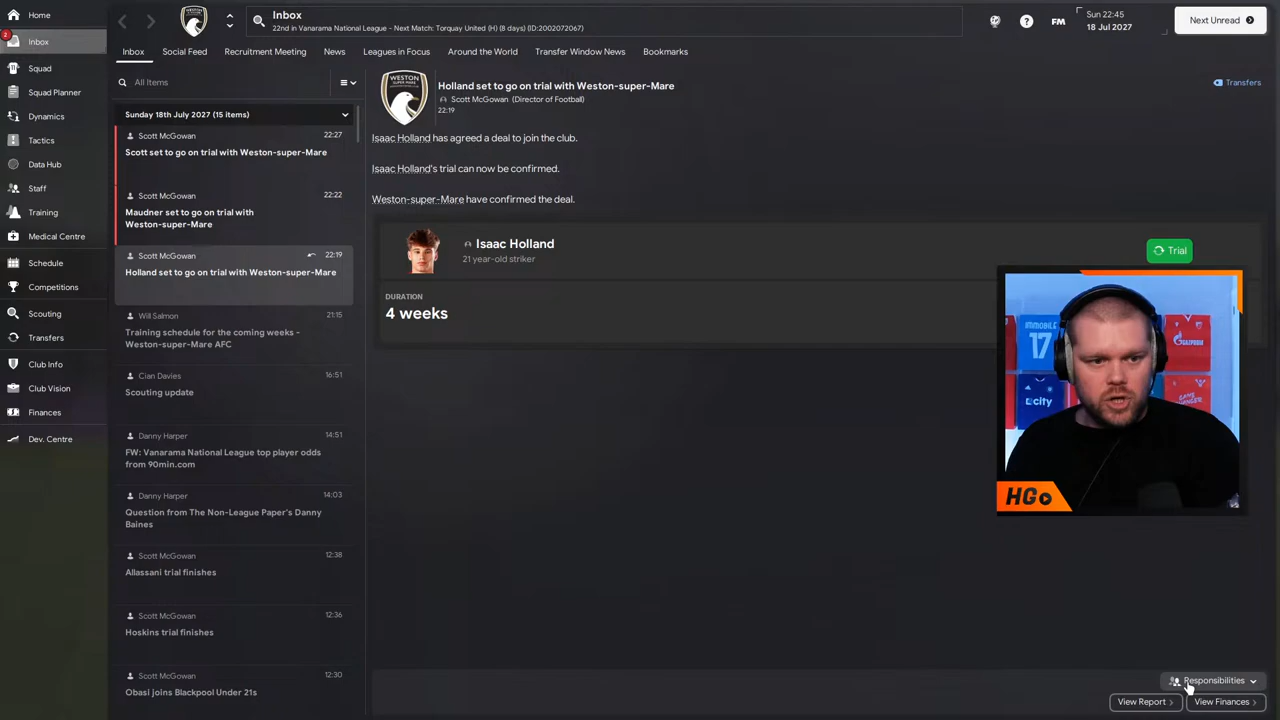 Home
2
Inbox
Squad
Squad Planner
Dynamics
Tactics
Data Hub
Staff
Training
Medical Centre
Schedule
Competitions
Scouting
Transfers
Club Info
Club Vision
Finances
Dev. Centre
WESTON
Inbox
22nd in Vanarama National League - Next Match: Torquay United (H) (8 days) (ID:2002072067)
FM
Sun 22:45
18 Jul 2027
Next Unread
Inbox Social Feed Recruitment Meeting News Leagues in Focus Around the World Transfer Window News Bookmarks
All Items
Sunday 18th July 2027 (15 items)
Scott McGowan 22:27
Scott set to go on trial with Weston-super-Mare
Scott McGowan 22:22
Maudner set to go on trial with
Weston-super-Mare
Scott McGowan 22:19
Holland set to go on trial with Weston-super-Mare
Will Salmon 21:15
Training schedule for the coming weeks -
Weston-super-Mare AFC
Cian Davies 16:51
Scouting update
Danny Harper 14:51
FW: Vanarama National League top player odds
from 90min.com
Danny Harper 14:03
Question from The Non-League Paper's Danny
Baines
Scott McGowan 12:38
Allassani trial finishes
Scott McGowan 12:36
Hoskins trial finishes
Scott McGowan 12:30
Obasi joins Blackpool Under 21s
WESTON
SUPER MARE
Holland set to go on trial with Weston-super-Mare
Scott McGowan (Director of Football)
22:19
Transfers
Isaac Holland has agreed a deal to join the club.
Isaac Holland's trial can now be confirmed.
Weston-super-Mare have confirmed the deal.
Isaac Holland
21 year-old striker
Trial
DURATION
4 weeks
IMMOBILE
17
GAZPROM
city
HGo
Responsibilities
View Report
View Finances